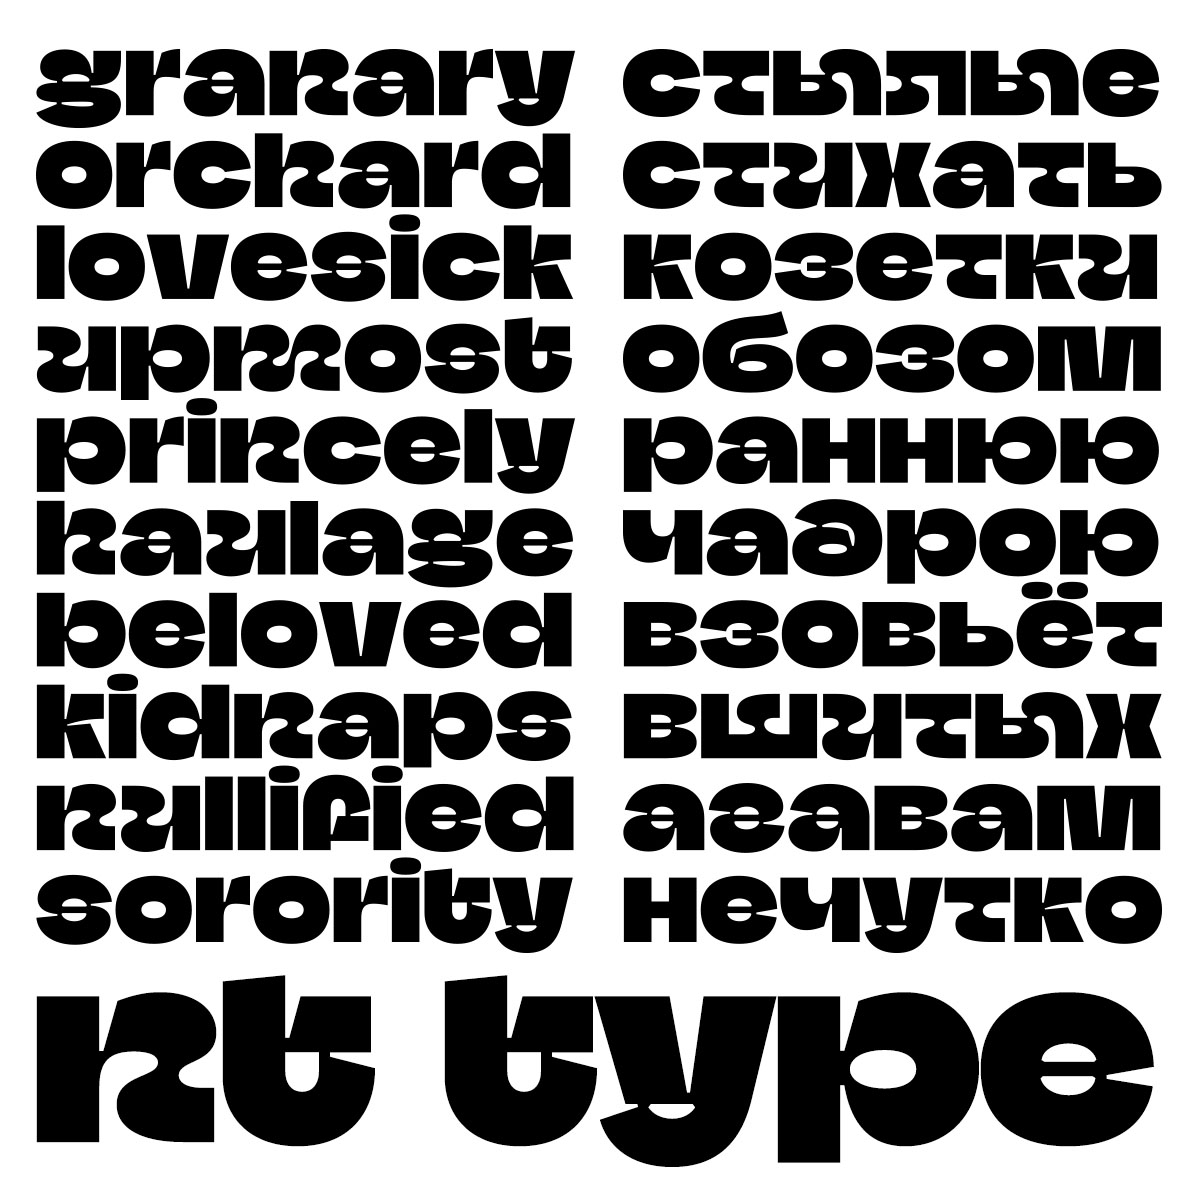 granary
orchard
lovesick
upmost
princely
haulage
beloved
kidnaps
nullified
sorority
стылые
стихать
козетки
обозом
раннюю
чадрою
взовьёт
вшитых
агавам
нечутко
nt type